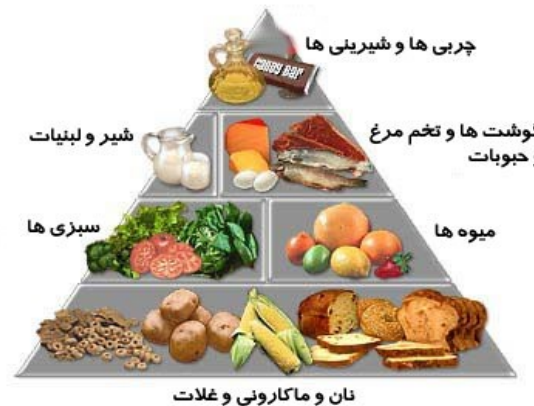 چربی ها و شیرینی ها
CANDY BAR
گوشت ها و تخم مرغ
و حبوبات
شیر و لبنیات
میوه ها
سبزی ها
نان و ماکارونی و غلات